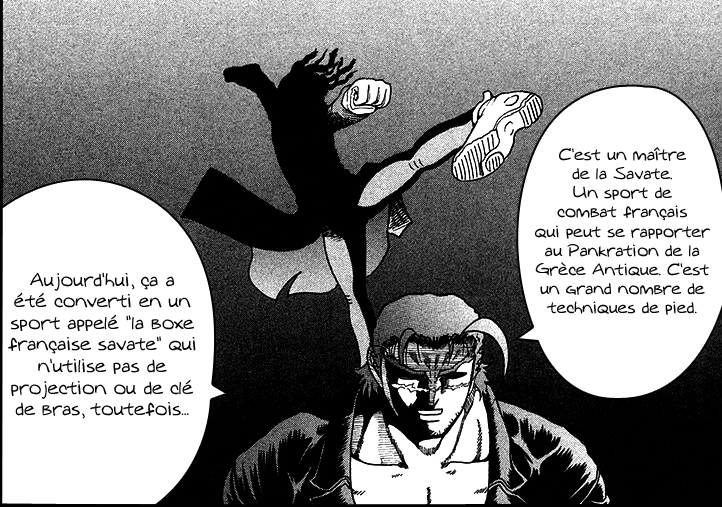 C'est un maître
de la Savate.
Un sport de
combat français
qui peut se rapporter
au Pankration de la
Grèce Antique. C'est
un grand nombre de
techniques de pied.
Aujourd'hui, ça a
été converti en un
sport appelé "la boxe
française savate" qui
n'utilise pas de
projection ou de clé
de bras, toutefois...